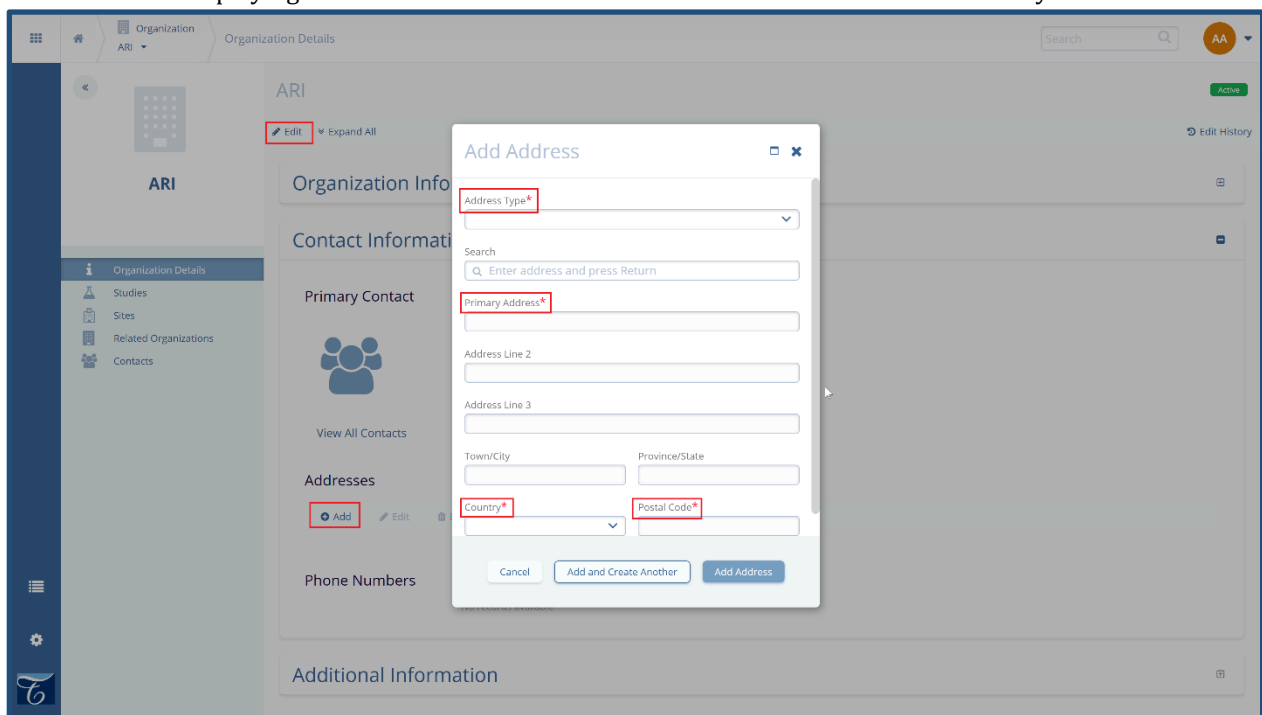 Organization
ARI
Organization Details
Search
AA
ARI
Active
Edit
Expand All
Edit History
ARI
Organization Info
Contact Informati
Organization Details
Studies
Sites
Related Organizations
Contacts
Primary Contact
View All Contacts
Addresses
Add
Edit
Phone Numbers
No records available
Additional Information
Add Address
Address Type*
Search
Enter address and press Return
Primary Address*
Address Line 2
Address Line 3
Town/City
Province/State
Country*
Postal Code*
Cancel
Add and Create Another
Add Address